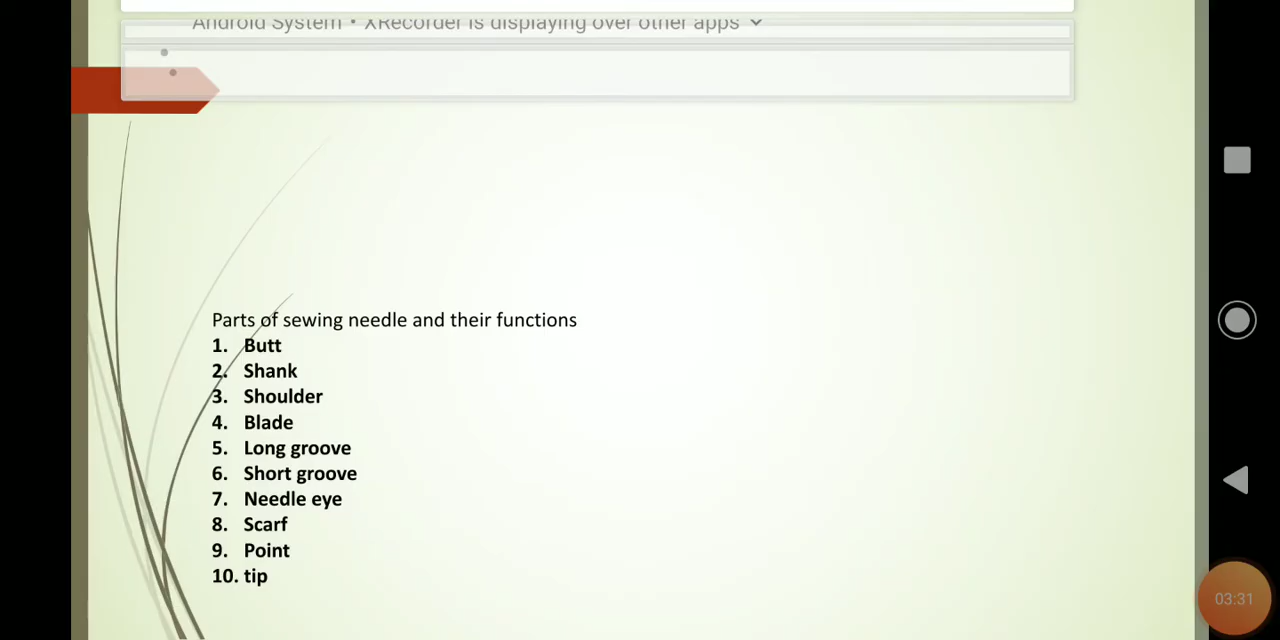 Android System • XRecorder is displaying over other apps
Parts of sewing needle and their functions
1. Butt
2. Shank
3. Shoulder
4. Blade
5. Long groove
6. Short groove
7. Needle eye
8. Scarf
9. Point
10. tip
03:31